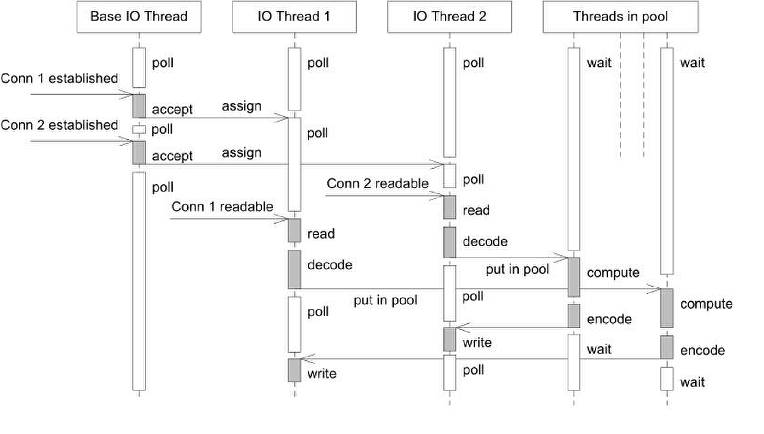 Base IO Thread
IO Thread 1
IO Thread 2
Threads in pool
poll
poll
poll
wait
wait
Conn 1 established
accept
assign
Conn 2 established
poll
poll
accept
assign
poll
poll
Conn 2 readable
Conn 1 readable
read
read
decode
decode
put in pool
compute
put in pool
poll
compute
poll
encode
write
wait
encode
write
poll
wait